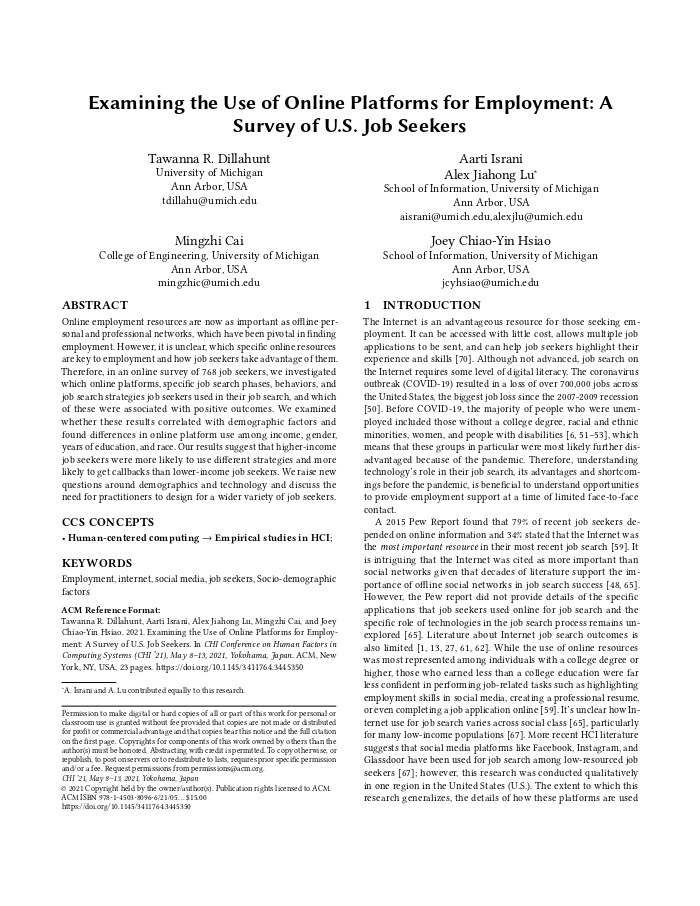 Examining the Use of Online Platforms for Employment: A
Survey of U.S. Job Seekers
Tawanna R. Dillahunt
University of Michigan
Ann Arbor, USA
tdillahu@umich.edu
Aarti Israni
Alex Jiahong Lu*
School of Information, University of Michigan
Ann Arbor, USA
aisrani@umich.edu,alexjlu@umich.edu
Mingzhi Cai
College of Engineering, University of Michigan
Ann Arbor, USA
mingzhic@umich.edu
Joey Chiao-Yin Hsiao
School of Information, University of Michigan
Ann Arbor, USA
jcyhsiao@umich.edu
ABSTRACT
Online employment resources are now as important as offline per-
sonal and professional networks, which have been pivotal in finding
employment. However, it is unclear, which specific online resources
are key to employment and how job seekers take advantage of them.
Therefore, in an online survey of 768 job seekers, we investigated
which online platforms, specific job search phases, behaviors, and
job search strategies job seekers used in their job search, and which
of these were associated with positive outcomes. We examined
whether these results correlated with demographic factors and
found differences in online platform use among income, gender,
years of education, and race. Our results suggest that higher-income
job seekers were more likely to use different strategies and more
likely to get callbacks than lower-income job seekers. We raise new
questions around demographics and technology and discuss the
need for practitioners to design for a wider variety of job seekers.
CCS CONCEPTS
• Human-centered computing → Empirical studies in HCI;
KEYWORDS
Employment, internet, social media, job seekers, Socio-demographic
factors
ACM Reference Format:
Tawanna R. Dillahunt, Aarti Israni, Alex Jiahong Lu, Mingzhi Cai, and Joey
Chiao-Yin Hsiao. 2021. Examining the Use of Online Platforms for Employ-
ment: A Survey of U.S. Job Seekers. In CHI Conference on Human Factors in
Computing Systems (CHI '21), May 8–13, 2021, Yokohama, Japan. ACM, New
York, NY, USA, 23 pages. https://doi.org/10.1145/3411764.3445350
*A. Israni and A. Lu contributed equally to this research.
Permission to make digital or hard copies of all or part of this work for personal or
classroom use is granted without fee provided that copies are not made or distributed
for profit or commercial advantage and that copies bear this notice and the full citation
on the first page. Copyrights for components of this work owned by others than the
author(s) must be honored. Abstracting with credit is permitted. To copy otherwise, or
republish, to post on servers or to redistribute to lists, requires prior specific permission
and/or a fee. Request permissions from permissions@acm.org.
CHI '21, May 8–13, 2021, Yokohama, Japan
© 2021 Copyright held by the owner/author(s). Publication rights licensed to ACM.
ACM ISBN 978-1-4503-8096-6/21/05...$15.00
https://doi.org/10.1145/3411764.3445350
1 INTRODUCTION
The Internet is an advantageous resource for those seeking em-
ployment. It can be accessed with little cost, allows multiple job
applications to be sent, and can help job seekers highlight their
experience and skills [70]. Although not advanced, job search on
the Internet requires some level of digital literacy. The coronavirus
outbreak (COVID-19) resulted in a loss of over 700,000 jobs across
the United States, the biggest job loss since the 2007-2009 recession
[50]. Before COVID-19, the majority of people who were unem-
ployed included those without a college degree, racial and ethnic
minorities, women, and people with disabilities [6, 51–53], which
means that these groups in particular were most likely further dis-
advantaged because of the pandemic. Therefore, understanding
technology's role in their job search, its advantages and shortcom-
ings before the pandemic, is beneficial to understand opportunities
to provide employment support at a time of limited face-to-face
contact.
A 2015 Pew Report found that 79% of recent job seekers de-
pended on online information and 34% stated that the Internet was
the most important resource in their most recent job search [59]. It
is intriguing that the Internet was cited as more important than
social networks given that decades of literature support the im-
portance of offline social networks in job search success [48, 65].
However, the Pew report did not provide details of the specific
applications that job seekers used online for job search and the
specific role of technologies in the job search process remains un-
explored [65]. Literature about Internet job search outcomes is
also limited [1, 13, 27, 61, 62]. While the use of online resources
was most represented among individuals with a college degree or
higher, those who earned less than a college education were far
less confident in performing job-related tasks such as highlighting
employment skills in social media, creating a professional resume,
or even completing a job application online [59]. It's unclear how In-
ternet use for job search varies across social class [65], particularly
for many low-income populations [67]. More recent HCI literature
suggests that social media platforms like Facebook, Instagram, and
Glassdoor have been used for job search among low-resourced job
seekers [67]; however, this research was conducted qualitatively
in one region in the United States (U.S.). The extent to which this
research generalizes, the details of how these platforms are used